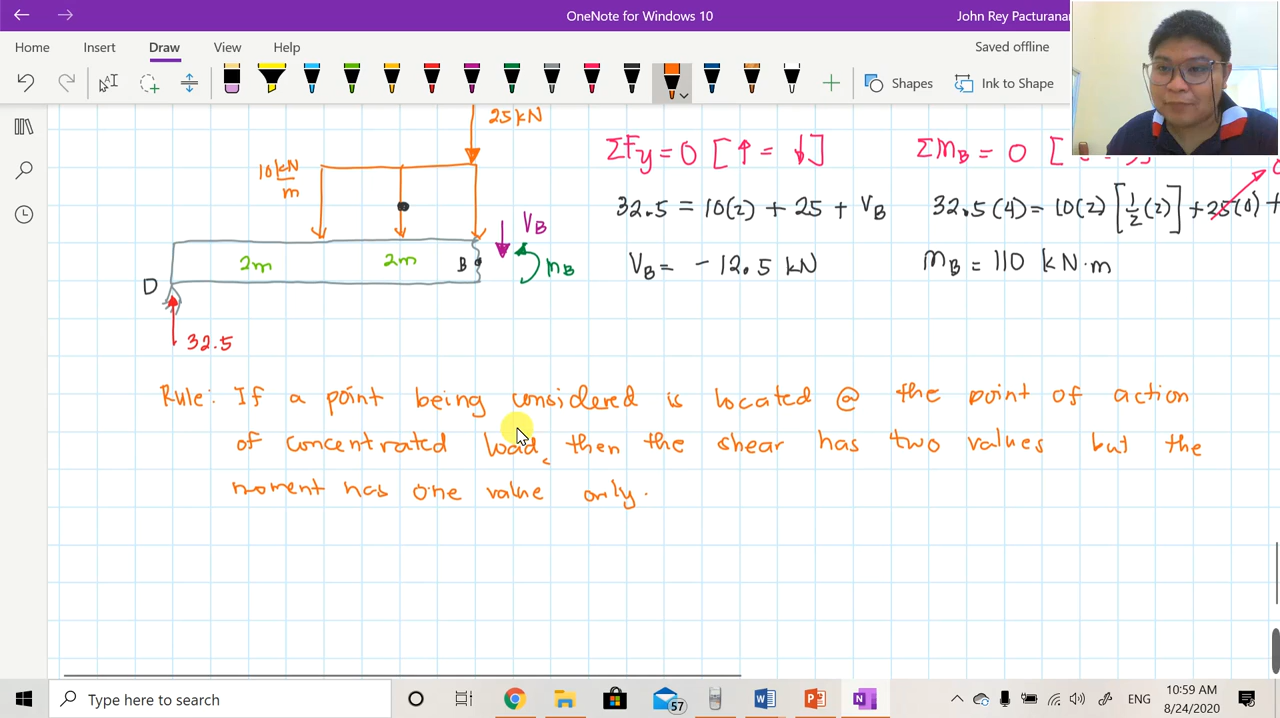 OneNote for Windows 10
John Rey Pacturanan
Home Insert Draw View Help
Saved offline
Shapes Ink to Shape
25 kN
10 kN
m
2m 2m B
D
32.5
VB
MB
ΣFy = 0 [↑ = ↓]
32.5 = 10(2) + 25 + VB
VB = -12.5 kN
ΣMB = 0 [
32.5(4) = 10(2) [1/2(2)] + 25(0) +
MB = 110 kN·m
Rule: If a point being considered is located @ the point of action
of concentrated load, then the shear has two values but the
moment has one value only.
Type here to search
57
ENG
10:59 AM
8/24/2020